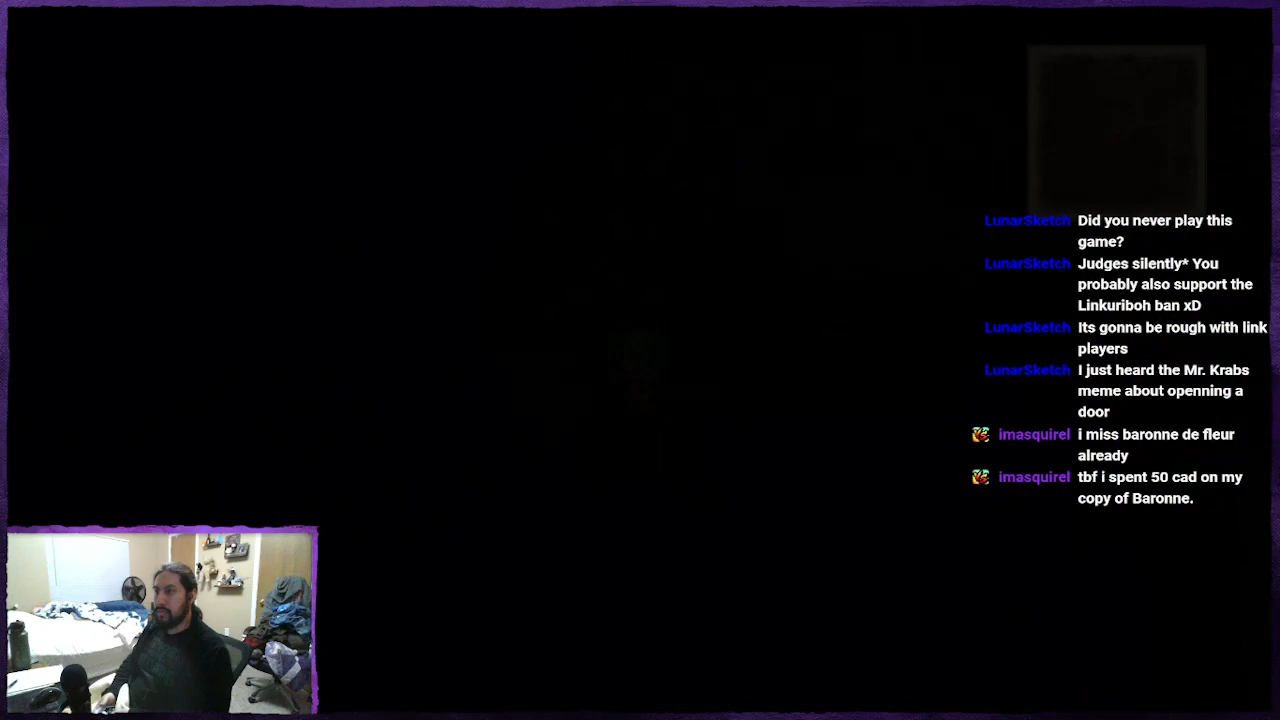 LunarSketch Did you never play this
game?
LunarSketch Judges silently* You
probably also support the
Linkuriboh ban xD
LunarSketch Its gonna be rough with link
players
LunarSketch I just heard the Mr. Krabs
meme about openning a
door
imasquirel i miss baronne de fleur
already
imasquirel tbf i spent 50 cad on my
copy of Baronne.